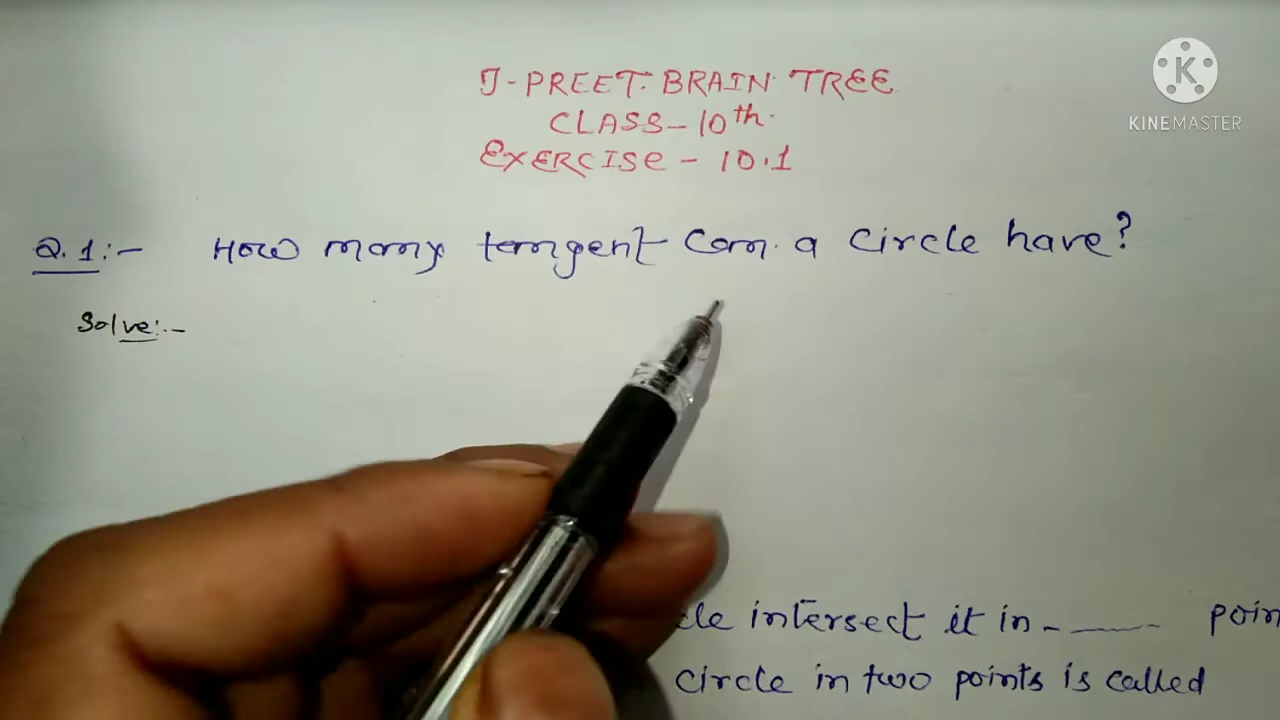 J-PREET. BRAIN TREE
CLASS-10th.
EXERCISE - 10.1
KINEMASTER
Q.1:- How many tangent can a circle have?
Solve:-
cle intersect it in - ____ poin
circle in two points is called